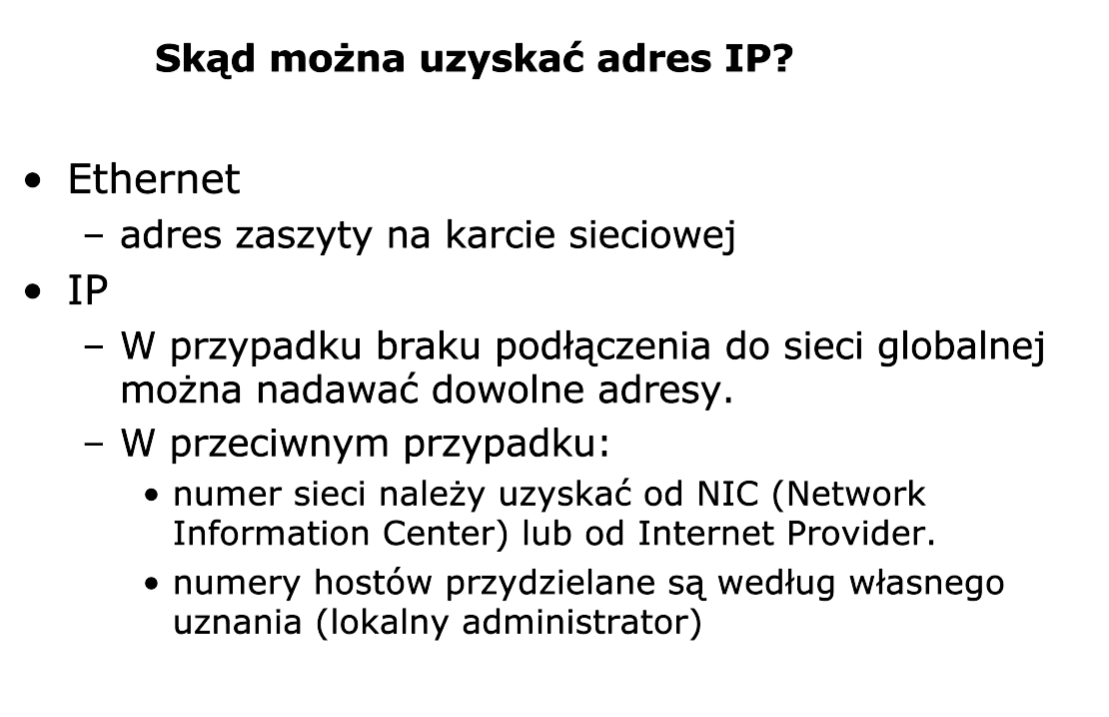 Skąd można uzyskać adres IP?
• Ethernet
– adres zaszyty na karcie sieciowej
• IP
– W przypadku braku podłączenia do sieci globalnej
można nadawać dowolne adresy.
– W przeciwnym przypadku:
• numer sieci należy uzyskać od NIC (Network
Information Center) lub od Internet Provider.
• numery hostów przydzielane są według własnego
uznania (lokalny administrator)